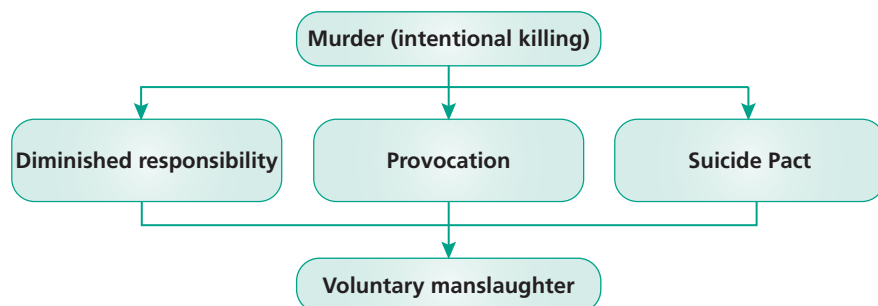 Murder (intentional killing)
Diminished responsibility
Provocation
Suicide Pact
Voluntary manslaughter